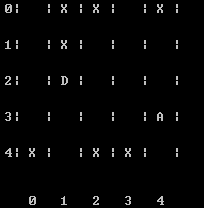 0¦   ¦ X ¦ X ¦   ¦ X ¦
1¦   ¦ X ¦   ¦   ¦   ¦
2¦   ¦ D ¦   ¦   ¦   ¦
3¦   ¦   ¦   ¦   ¦ A ¦
4¦ X ¦   ¦ X ¦ X ¦   ¦
0 1 2 3 4